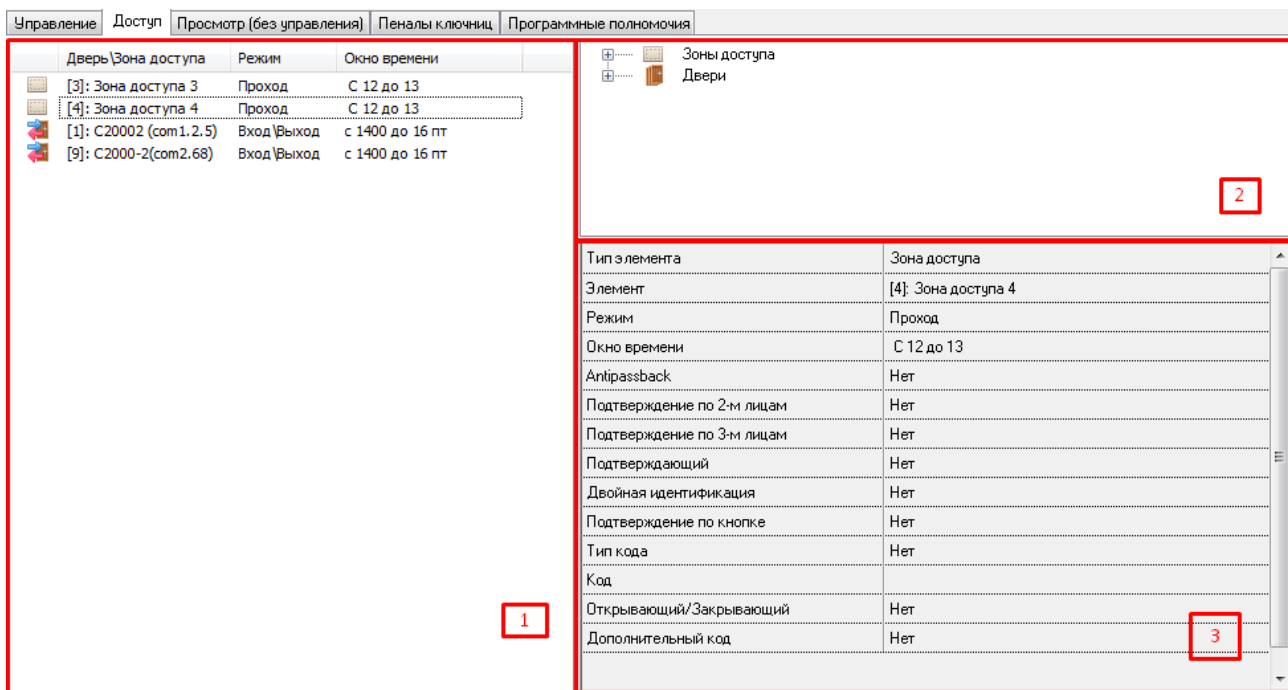 Управление Доступ Просмотр (без управления) Пеналы ключниц Программные полномочия
Дверь\Зона доступа Режим Окно времени
[3]: Зона доступа 3 Проход С 12 до 13
[4]: Зона доступа 4 Проход С 12 до 13
[1]: С20002 (com1.2.5) Вход\Выход с 1400 до 16 пт
[9]: С2000-2(com2.68) Вход\Выход с 1400 до 16 пт
1
Зоны доступа
Двери
2
Тип элемента Зона доступа
Элемент [4]: Зона доступа 4
Режим Проход
Окно времени С 12 до 13
Antipassback Нет
Подтверждение по 2-м лицам Нет
Подтверждение по 3-м лицам Нет
Подтверждающий Нет
Двойная идентификация Нет
Подтверждение по кнопке Нет
Тип кода Нет
Код
Открывающий/Закрывающий Нет
Дополнительный код Нет
3